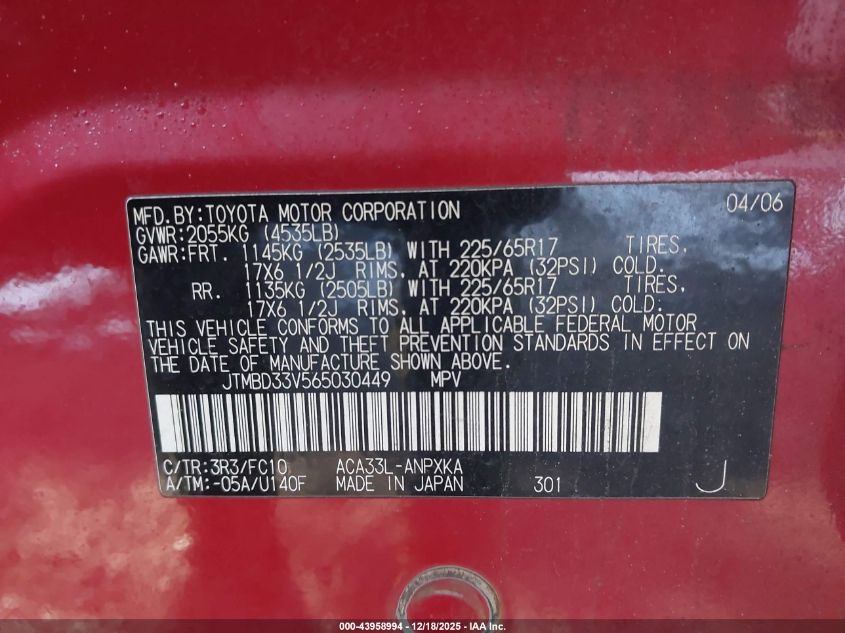 MFD.BY:TOYOTA MOTOR CORPORATION 04/06
GVWR:2055KG (4535LB)
GAWR:FRT. 1145KG (2535LB) WITH 225/65R17 TIRES,
17X6 1/2J RIMS, AT 220KPA (32PSI) COLD.
RR. 1135KG (2505LB) WITH 225/65R17 TIRES,
17X6 1/2J RIMS, AT 220KPA (32PSI) COLD.
THIS VEHICLE CONFORMS TO ALL APPLICABLE FEDERAL MOTOR
VEHICLE SAFETY AND THEFT PREVENTION STANDARDS IN EFFECT ON
THE DATE OF MANUFACTURE SHOWN ABOVE.
JTMBD33V565030449 MPV
C/TR:3R3/FC10 ACA33L-ANPXKA
A/TM:-05A/U140F MADE IN JAPAN 301 J
000-43958994 - 12/18/2025 - IAA Inc.